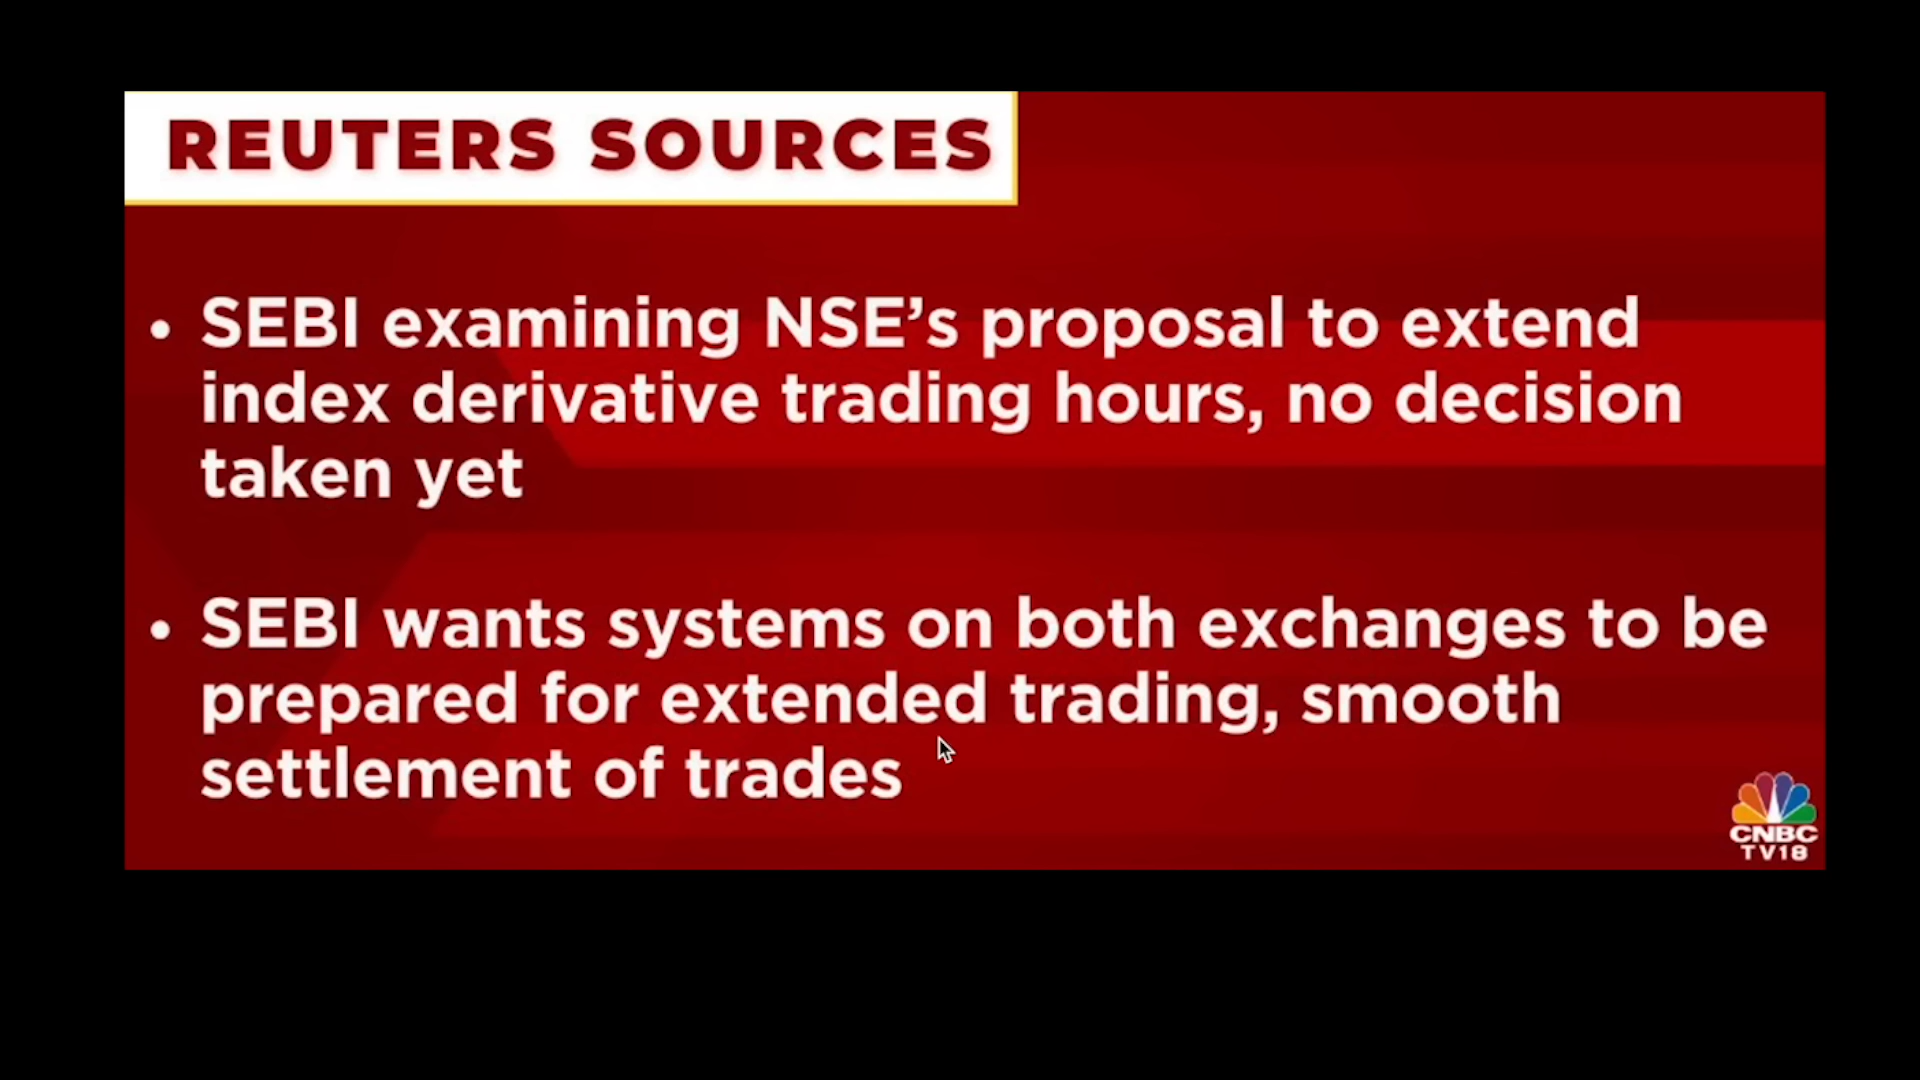 REUTERS SOURCES
• SEBI examining NSE’s proposal to extend
index derivative trading hours, no decision
taken yet
• SEBI wants systems on both exchanges to be
prepared for extended trading, smooth
settlement of trades
CNBC
TV18